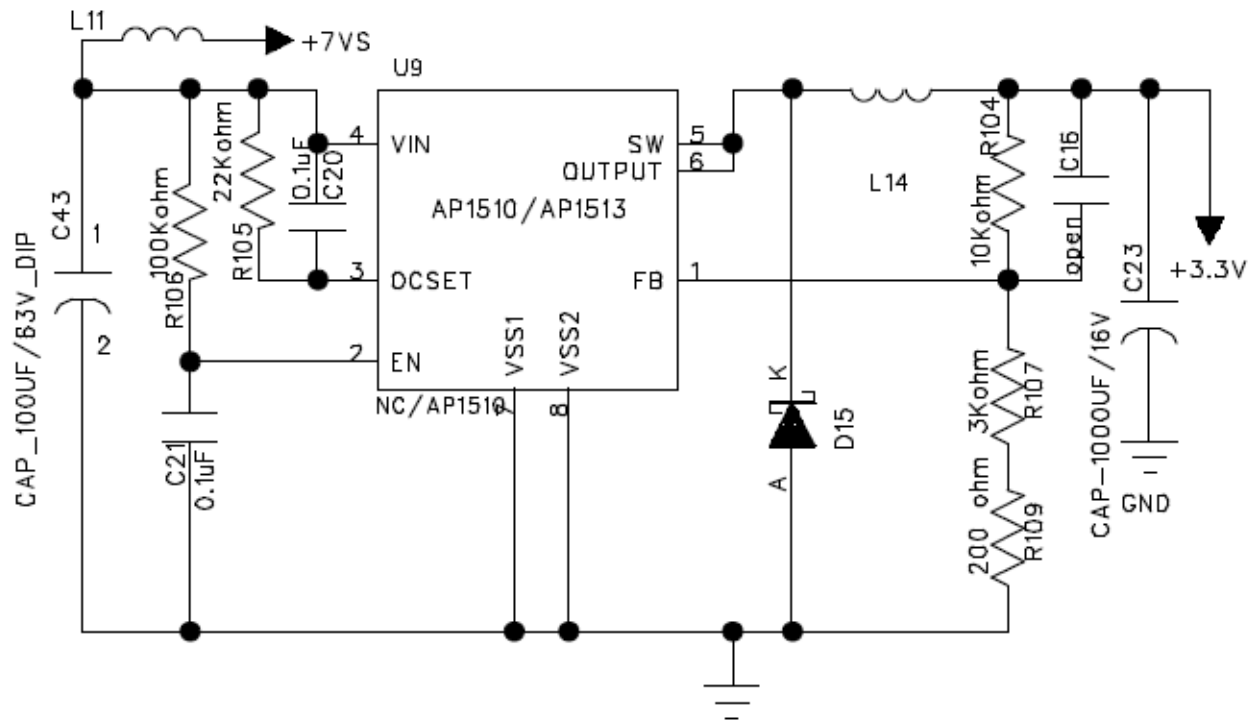 L11
+7VS
U9
4
VIN
SW
5
OUTPUT
6
AP1510/AP1513
3
OCSET
FB
1
2
EN
VSS1
VSS2
NC/AP1510
7
8
C43
1
2
CAP_100UF/63V_DIP
100Kohm
R106
22Kohm
R105
0.1uF
C20
C21
0.1uF
L14
R104
10Kohm
C16
open
+3.3V
C23
CAP-1000UF/16V
GND
K
D15
A
3Kohm
R107
200 ohm
R109